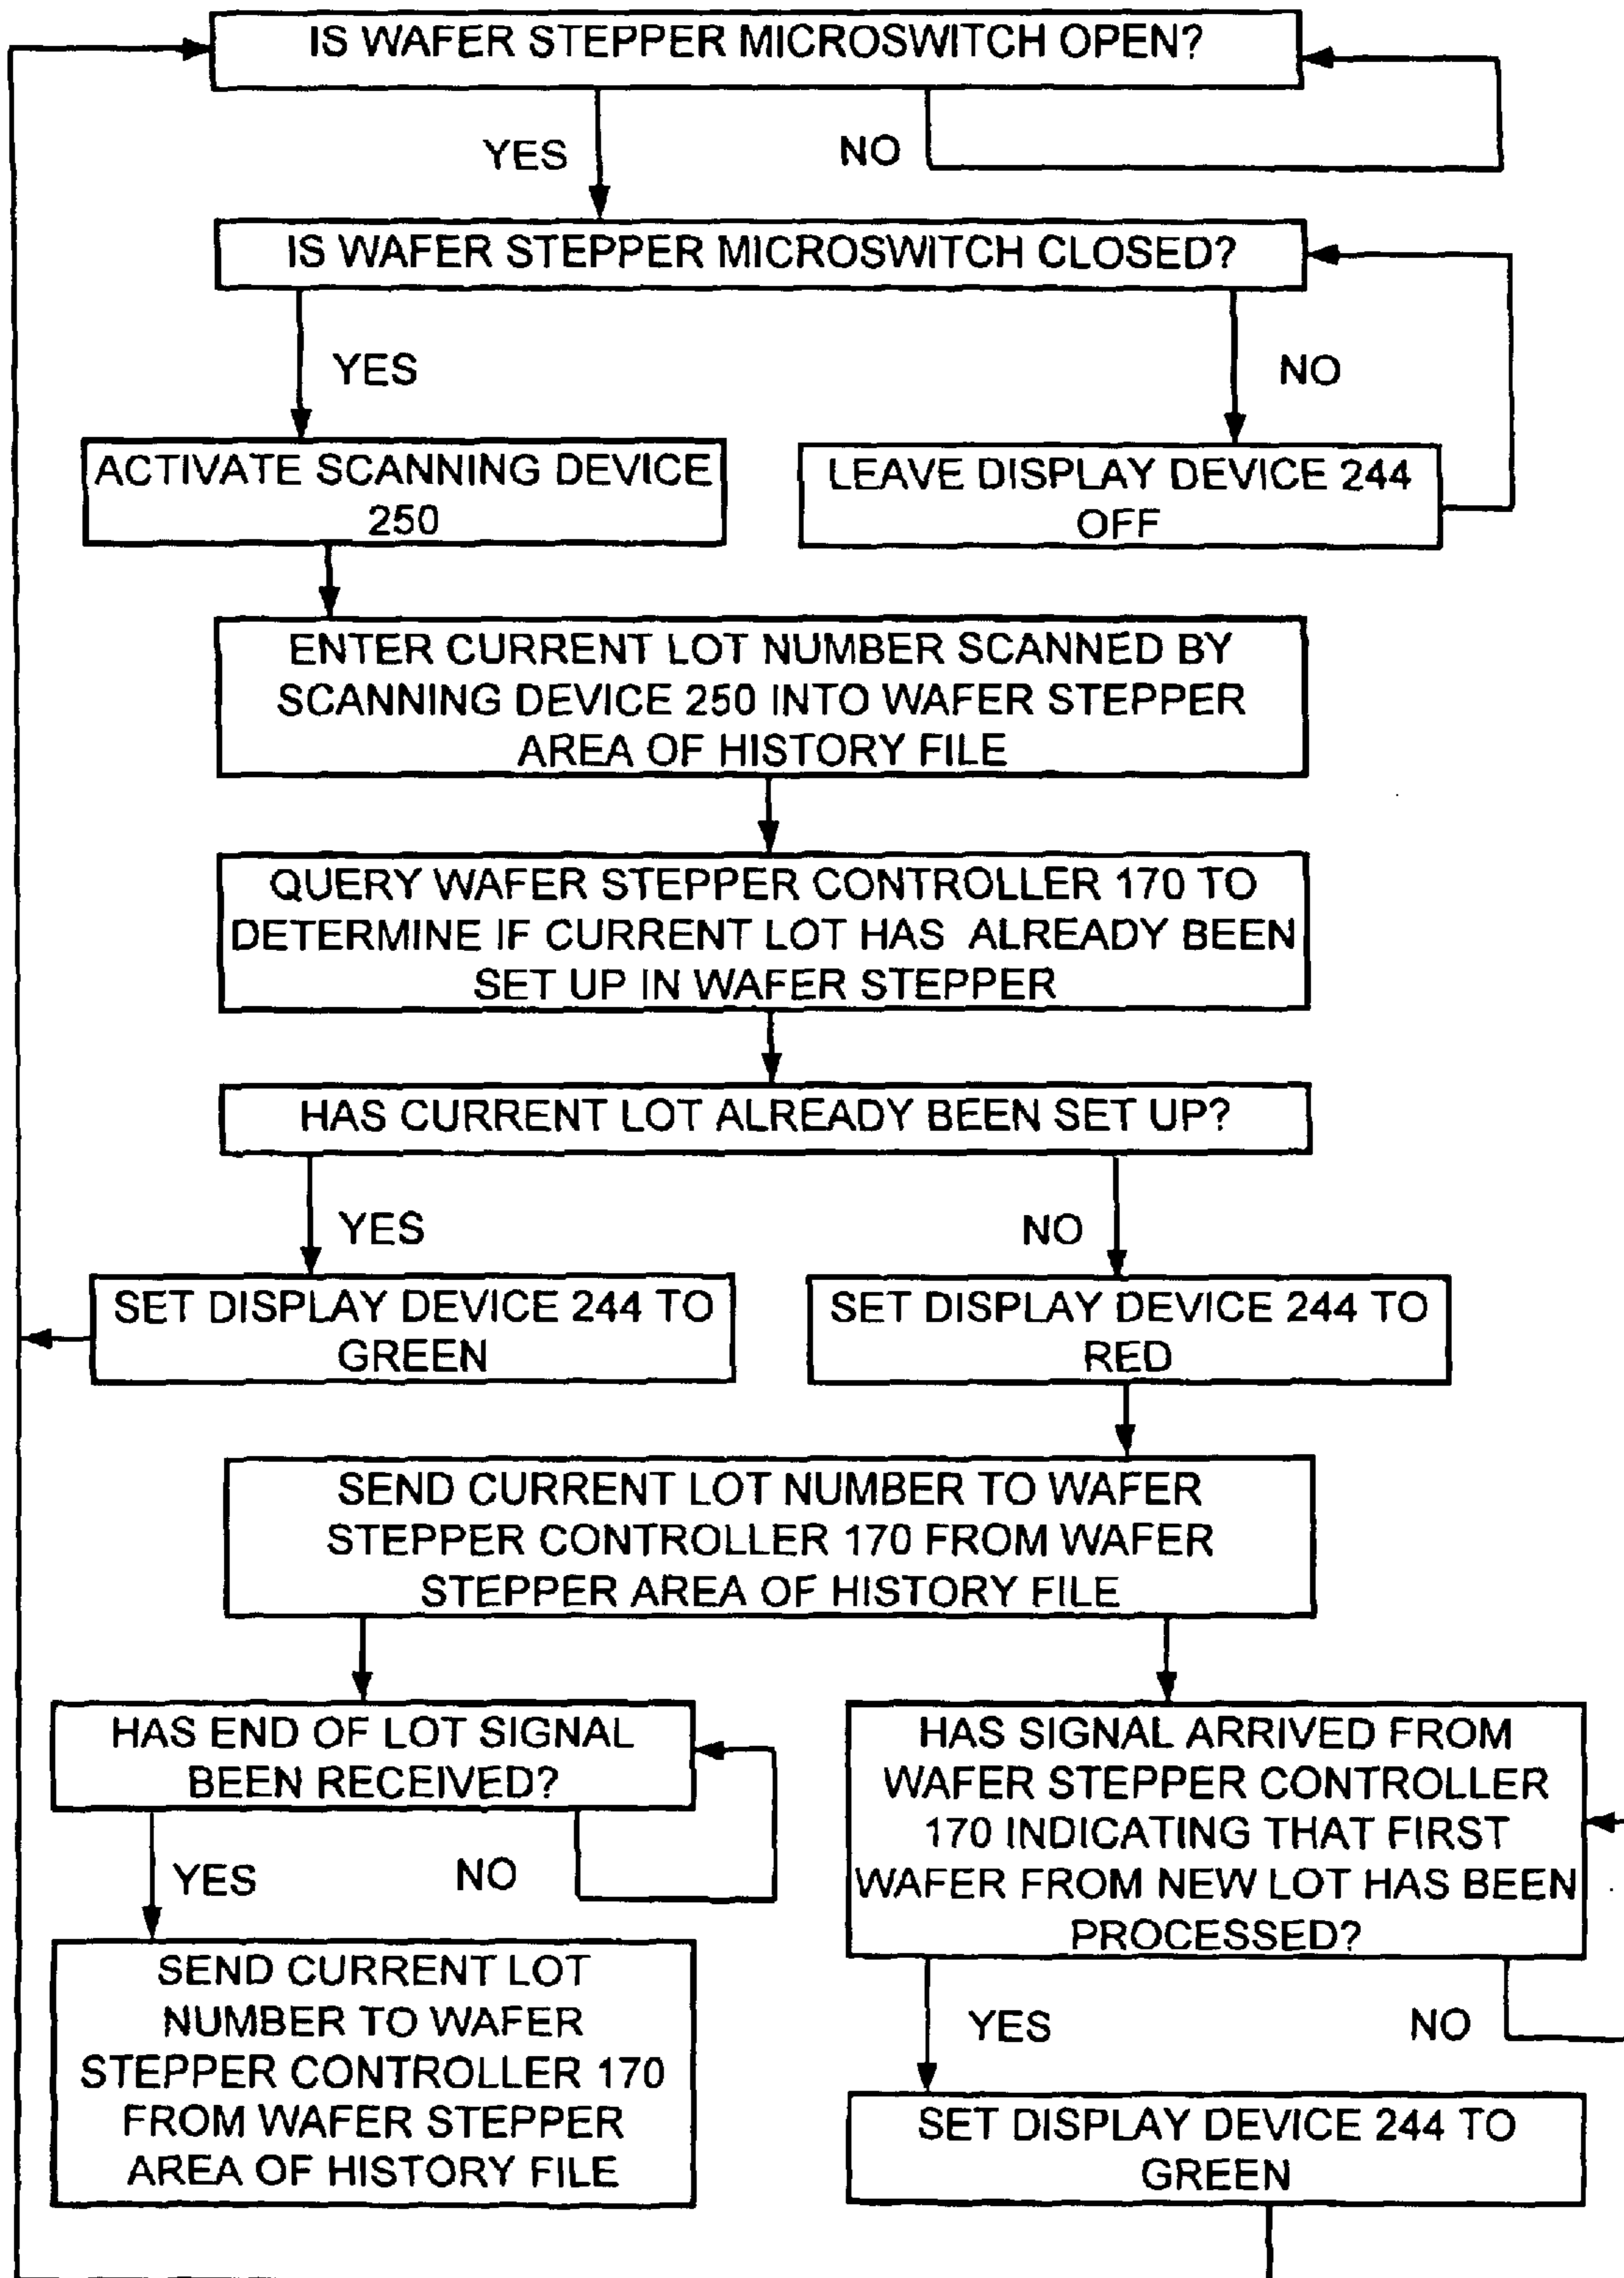 IS WAFER STEPPER MICROSWITCH OPEN?
YES
NO
IS WAFER STEPPER MICROSWITCH CLOSED?
YES
NO
ACTIVATE SCANNING DEVICE
250
LEAVE DISPLAY DEVICE 244
OFF
ENTER CURRENT LOT NUMBER SCANNED BY
SCANNING DEVICE 250 INTO WAFER STEPPER
AREA OF HISTORY FILE
QUERY WAFER STEPPER CONTROLLER 170 TO
DETERMINE IF CURRENT LOT HAS ALREADY BEEN
SET UP IN WAFER STEPPER
HAS CURRENT LOT ALREADY BEEN SET UP?
YES
NO
SET DISPLAY DEVICE 244 TO
GREEN
SET DISPLAY DEVICE 244 TO
RED
SEND CURRENT LOT NUMBER TO WAFER
STEPPER CONTROLLER 170 FROM WAFER
STEPPER AREA OF HISTORY FILE
HAS END OF LOT SIGNAL
BEEN RECEIVED?
YES
NO
SEND CURRENT LOT
NUMBER TO WAFER
STEPPER CONTROLLER 170
FROM WAFER STEPPER
AREA OF HISTORY FILE
HAS SIGNAL ARRIVED FROM
WAFER STEPPER CONTROLLER
170 INDICATING THAT FIRST
WAFER FROM NEW LOT HAS BEEN
PROCESSED?
YES
NO
SET DISPLAY DEVICE 244 TO
GREEN